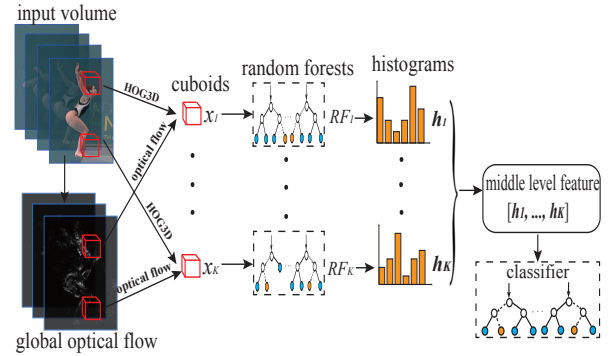 input volume
HOG3D
optical flow
HOG3D
optical flow
global optical flow
cuboids
x1
xK
random forests
RF1
RFK
histograms
h1
hK
middle level feature
[h1, ..., hK]
classifier
N